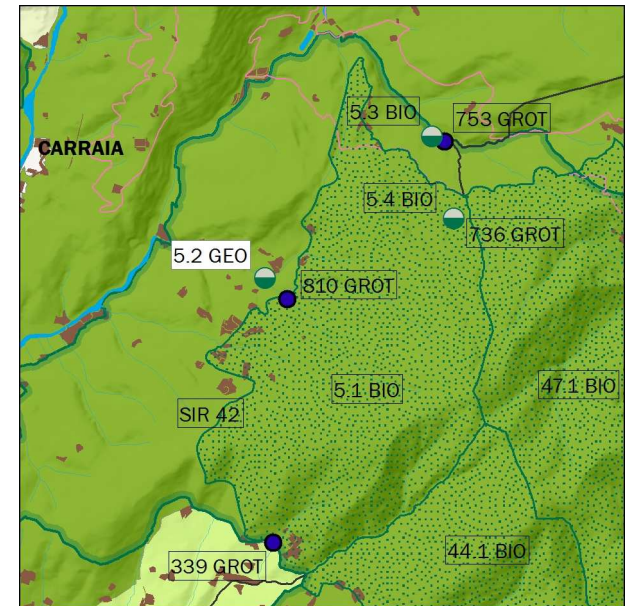 5.3 BIO
753 GROT
CARRAIA
5.4 BIO
736 GROT
5.2 GEO
810 GROT
5.1 BIO
47.1 BIO
SIR 42
44.1 BIO
339 GROT